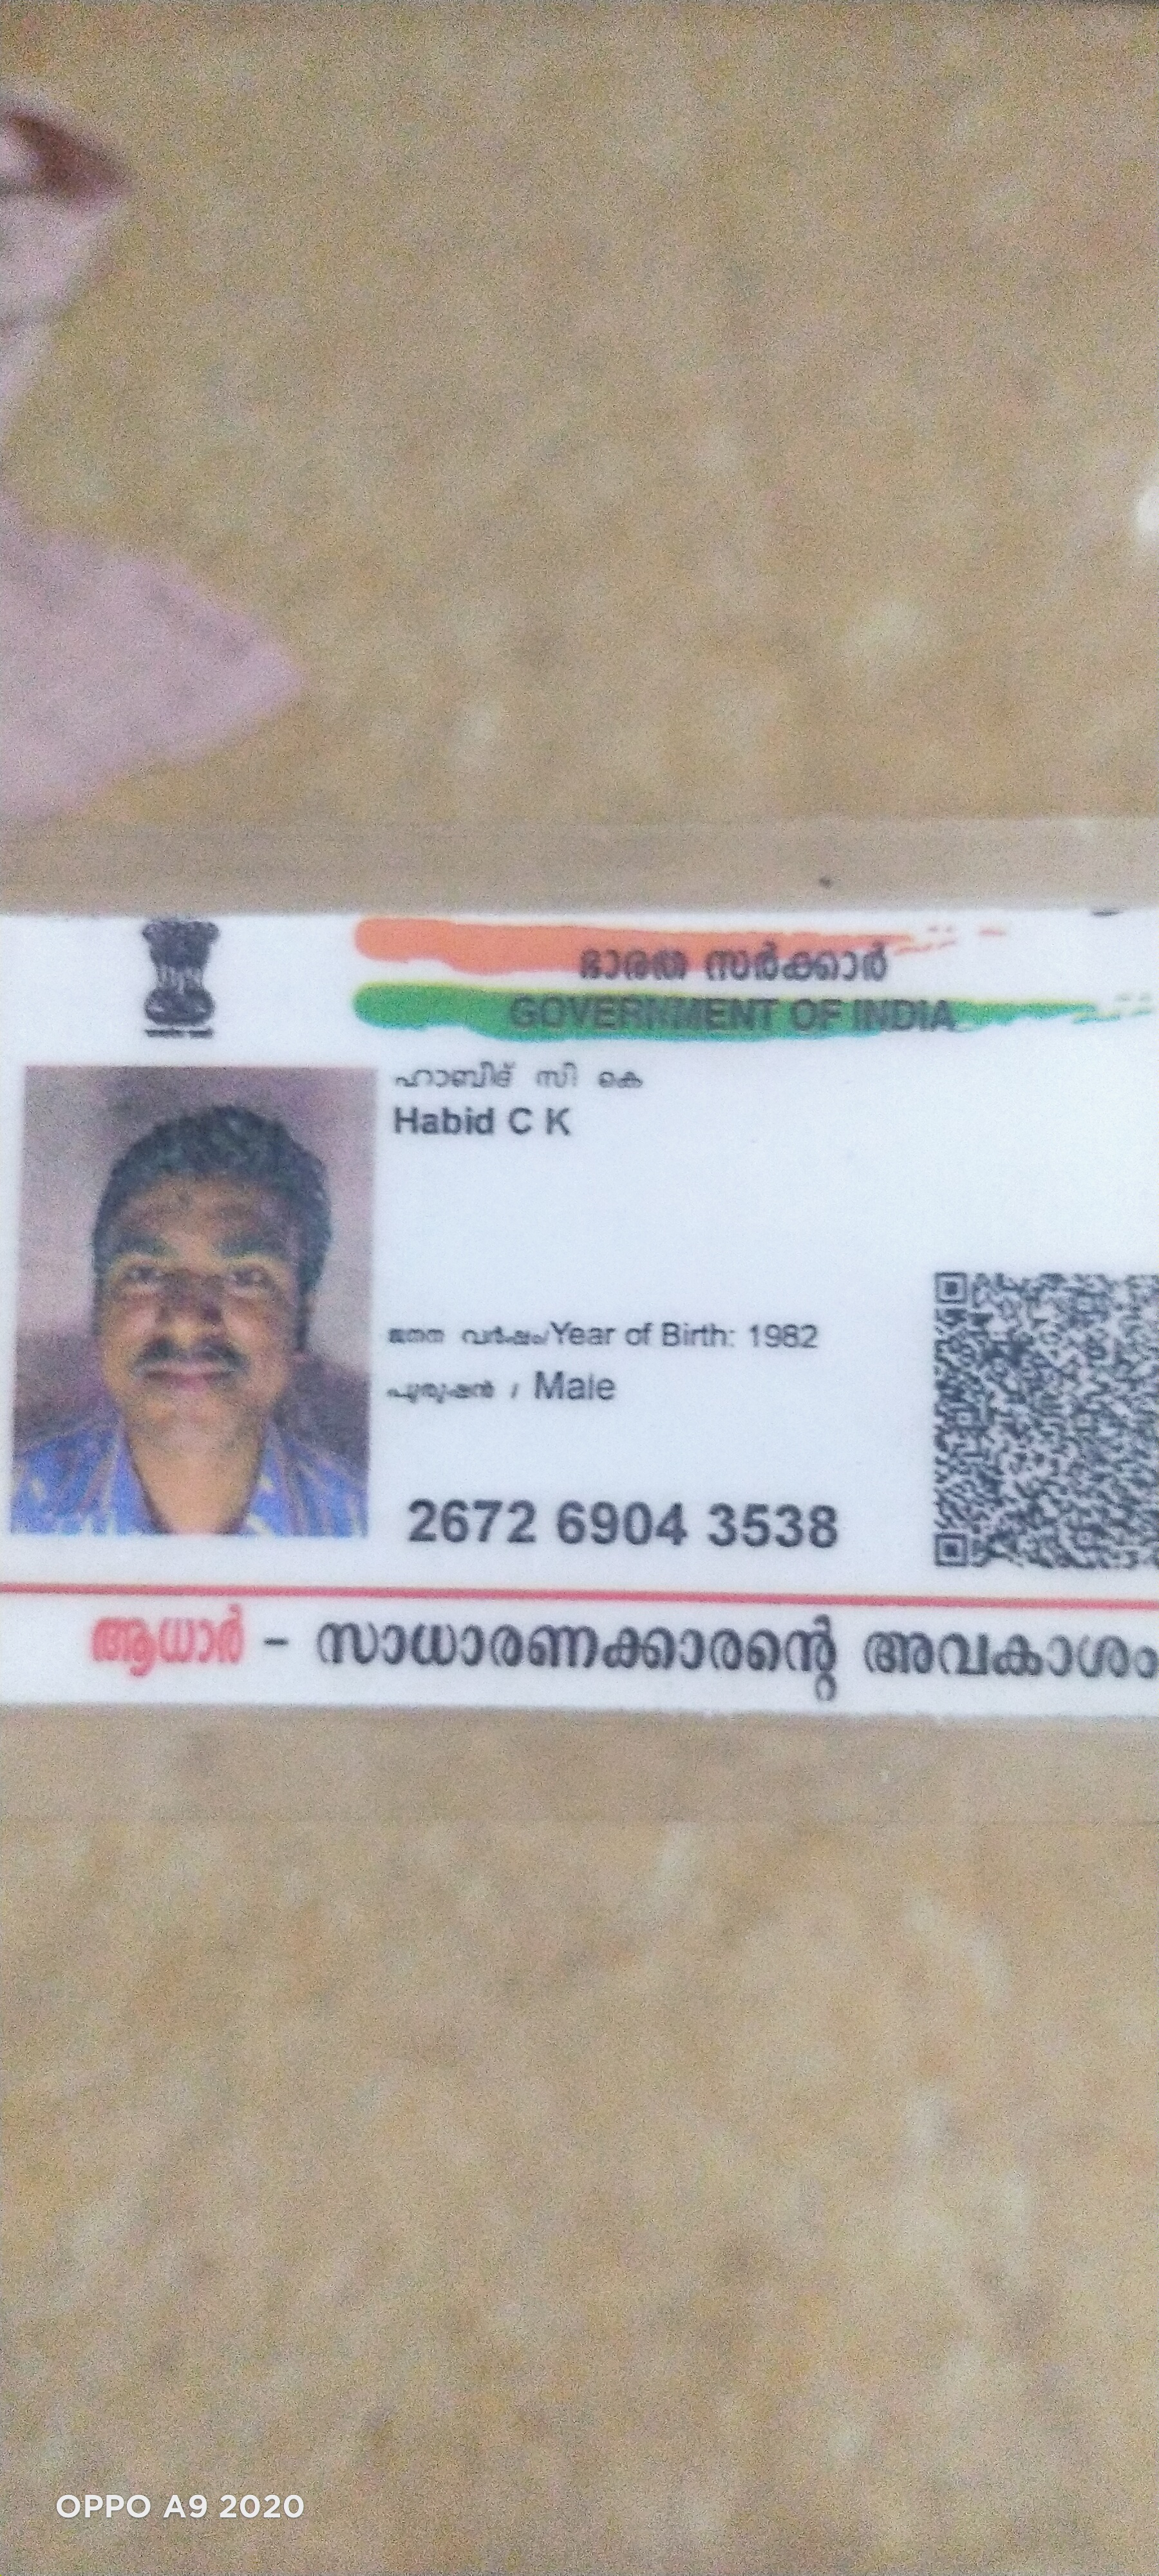 ഭാരത സർക്കാർ
GOVERNMENT OF INDIA
ഹാബീദ് സി കെ
Habid C K
ജനന വർഷം/Year of Birth: 1982
പുരുഷൻ / Male
2672 6904 3538
ആധാർ - സാധാരണക്കാരന്റെ അവകാശം
OPPO A9 2020